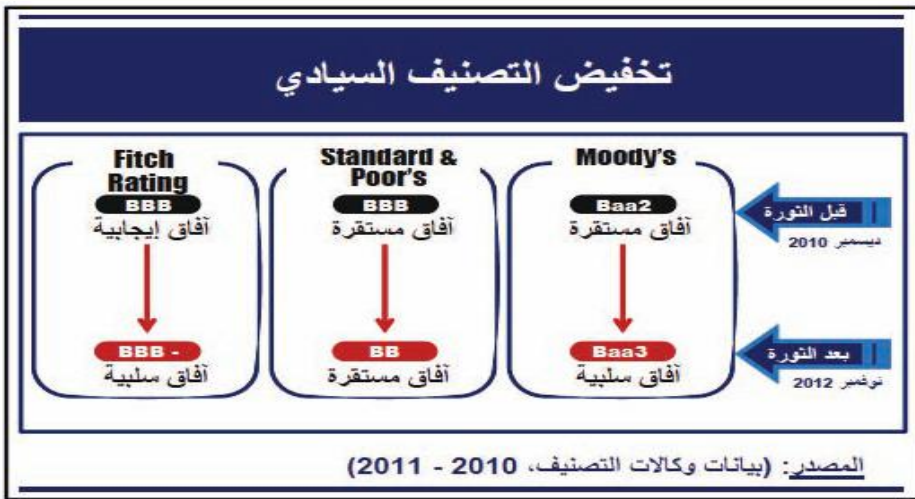 تخفيض التصنيف السيادي
Moody's
Baa2
آفاق مستقرة
Baa3
آفاق سلبية
Standard &
Poor's
BBB
آفاق مستقرة
BB
آفاق مستقرة
Fitch
Rating
BBB
آفاق إيجابية
BBB -
آفاق سلبية
قبل الثورة
ديسمبر 2010
بعد الثورة
نوفمبر 2012
المصدر: (بيانات وكالات التصنيف، 2010 - 2011)